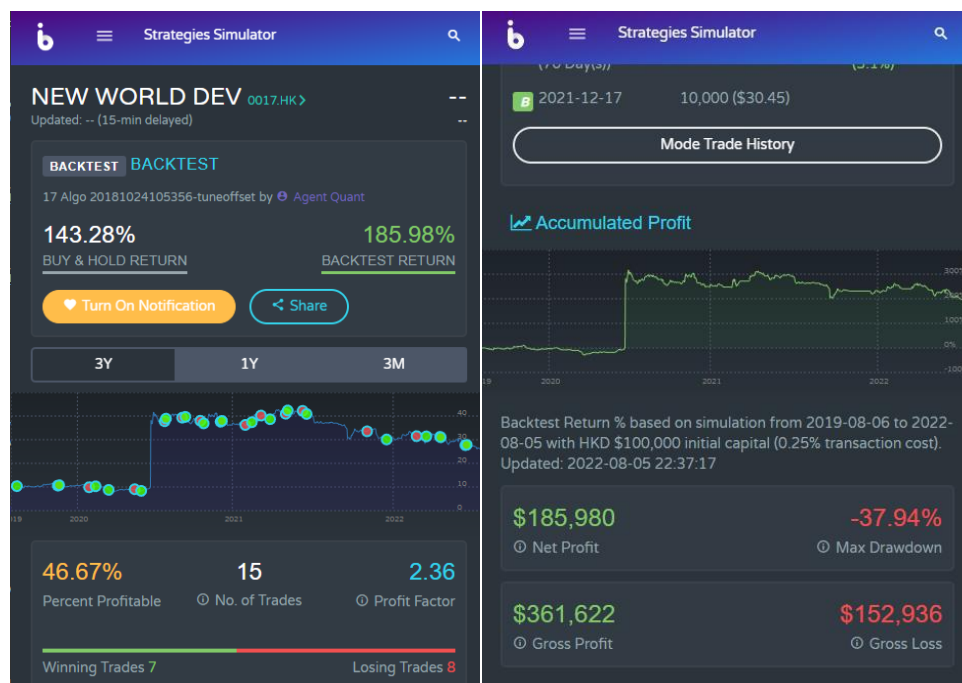 Strategies Simulator
NEW WORLD DEV 0017.HK >
--
Updated: -- (15-min delayed)
--
BACKTEST BACKTEST
17 Algo 20181024105356-tuneoffset by Agent Quant
143.28% 185.98%
BUY & HOLD RETURN BACKTEST RETURN
Turn On Notification Share
3Y 1Y 3M
40
30
20
10
0
2020 2021 2022
46.67% 15 2.36
Percent Profitable No. of Trades Profit Factor
Winning Trades 7 Losing Trades 8
Strategies Simulator
(70 Day(s)) (3.1%)
B 2021-12-17 10,000 ($30.45)
Mode Trade History
Accumulated Profit
100%
0%
-100
2020 2021 2022
Backtest Return % based on simulation from 2019-08-06 to 2022-
08-05 with HKD $100,000 initial capital (0.25% transaction cost).
Updated: 2022-08-05 22:37:17
$185,980 -37.94%
Net Profit Max Drawdown
$361,622 $152,936
Gross Profit Gross Loss